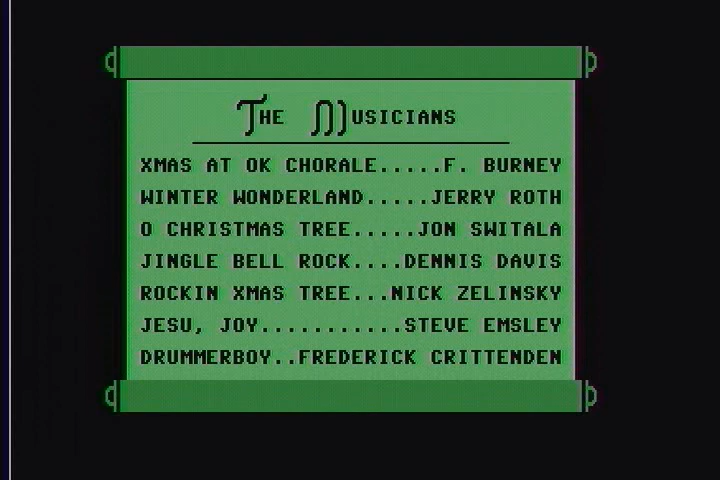 The Musicians
XMAS AT OK CHORALE.....F. BURNEY
WINTER WONDERLAND.....JERRY ROTH
O CHRISTMAS TREE.....JON SWITALA
JINGLE BELL ROCK....DENNIS DAVIS
ROCKIN XMAS TREE...NICK ZELINSKY
JESU, JOY...........STEVE EMSLEY
DRUMMERBOY..FREDERICK CRITTENDEN